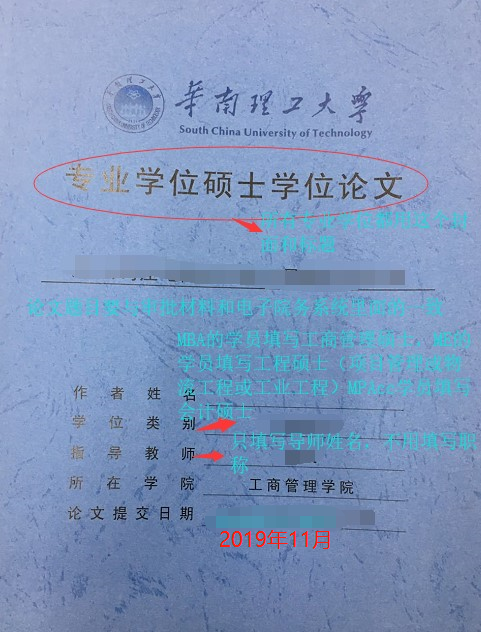 華南理工大學
South China University of Technology
专业学位硕士学位论文
所有专业学位都用这个封
面和标题
论文题目要与审批材料和电子院务系统里面的一致
MBA的学员填写工商管理硕士，ME的
学员填写工程硕士（项目管理或物
流工程或工业工程）MPAcc学员填写
会计硕士
作者姓名
学位类别
只填写导师姓名，不用填写职
称
指导教师
所在学院 工商管理学院
论文提交日期
2019年11月